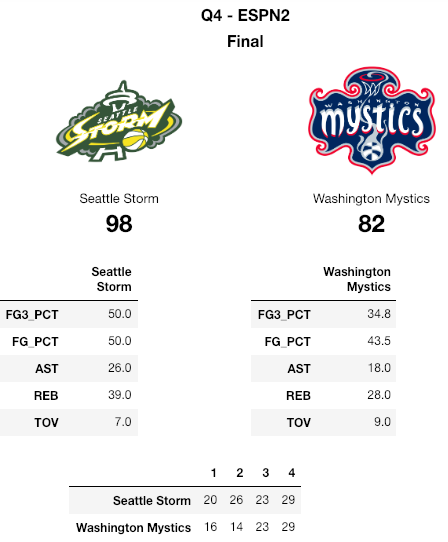 Q4 - ESPN2
Final
SEATTLE
STORM
WASHINGTON
mystics
Seattle Storm
98
Washington Mystics
82
Seattle
Storm
FG3_PCT 50.0
FG_PCT 50.0
AST 26.0
REB 39.0
TOV 7.0
Washington
Mystics
FG3_PCT 34.8
FG_PCT 43.5
AST 18.0
REB 28.0
TOV 9.0
1 2 3 4
Seattle Storm 20 26 23 29
Washington Mystics 16 14 23 29